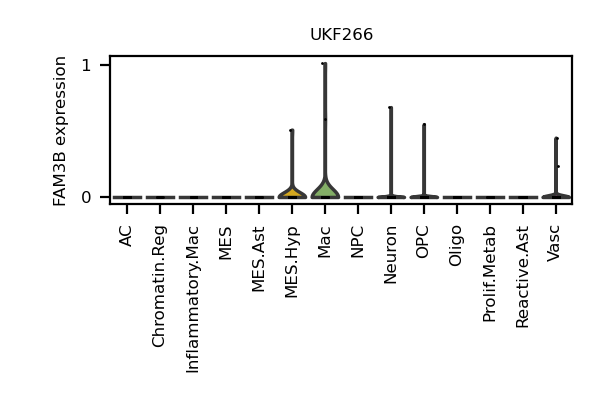 UKF266
FAM3B expression
1
0
AC
Chromatin.Reg
Inflammatory.Mac
MES
MES.Ast
MES.Hyp
Mac
NPC
Neuron
OPC
Oligo
Prolif.Metab
Reactive.Ast
Vasc